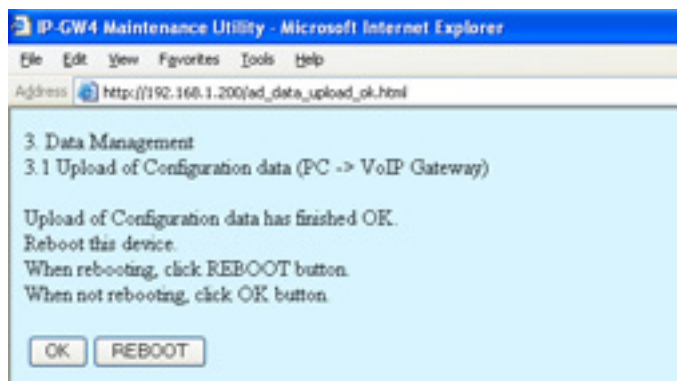 IP-GW4 Maintenance Utility - Microsoft Internet Explorer
File Edit View Favorites Tools Help
Address http://192.168.1.200/ad_data_upload_ok.html
3. Data Management
3.1 Upload of Configuration data (PC -> VoIP Gateway)
Upload of Configuration data has finished OK.
Reboot this device.
When rebooting, click REBOOT button.
When not rebooting, click OK button.
OK REBOOT